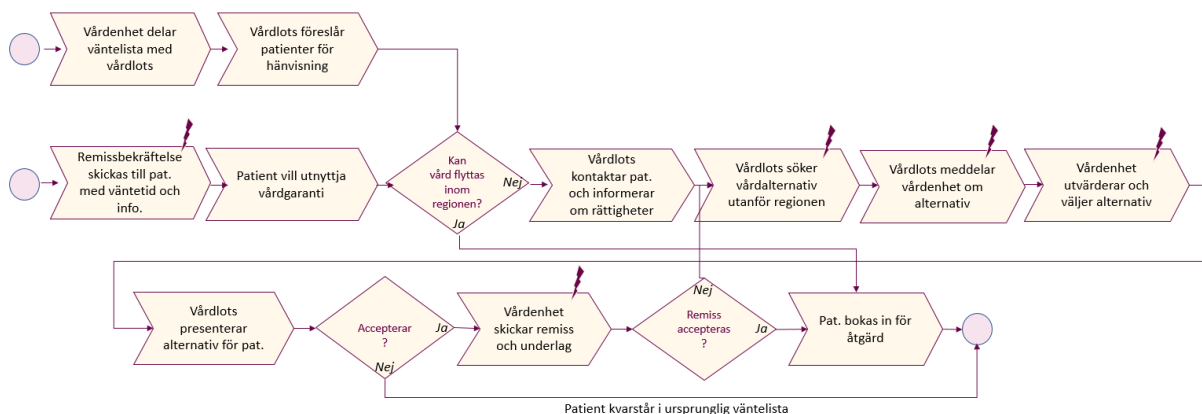 Vårdenhet delar
väntelista med
vårdlots
Vårdlots föreslår
patienter för
hänvisning
Remissbekräftelse
skickas till pat.
med väntetid och
info.
Patient vill utnyttja
vårdgaranti
Kan
vård flyttas
inom
regionen?
Nej
Ja
Vårdlots
kontaktar pat.
och informerar
om rättigheter
Vårdlots söker
vårdalternativ
utanför regionen
Vårdlots meddelar
vårdenhet om
alternativ
Vårdenhet
utvärderar och
väljer alternativ
Vårdlots
presenterar
alternativ för pat.
Accepterar
?
Ja
Nej
Vårdenhet
skickar remiss
och underlag
Nej
Remiss
accepteras
?
Ja
Pat. bokas in för
åtgärd
Patient kvarstår i ursprunglig väntelista